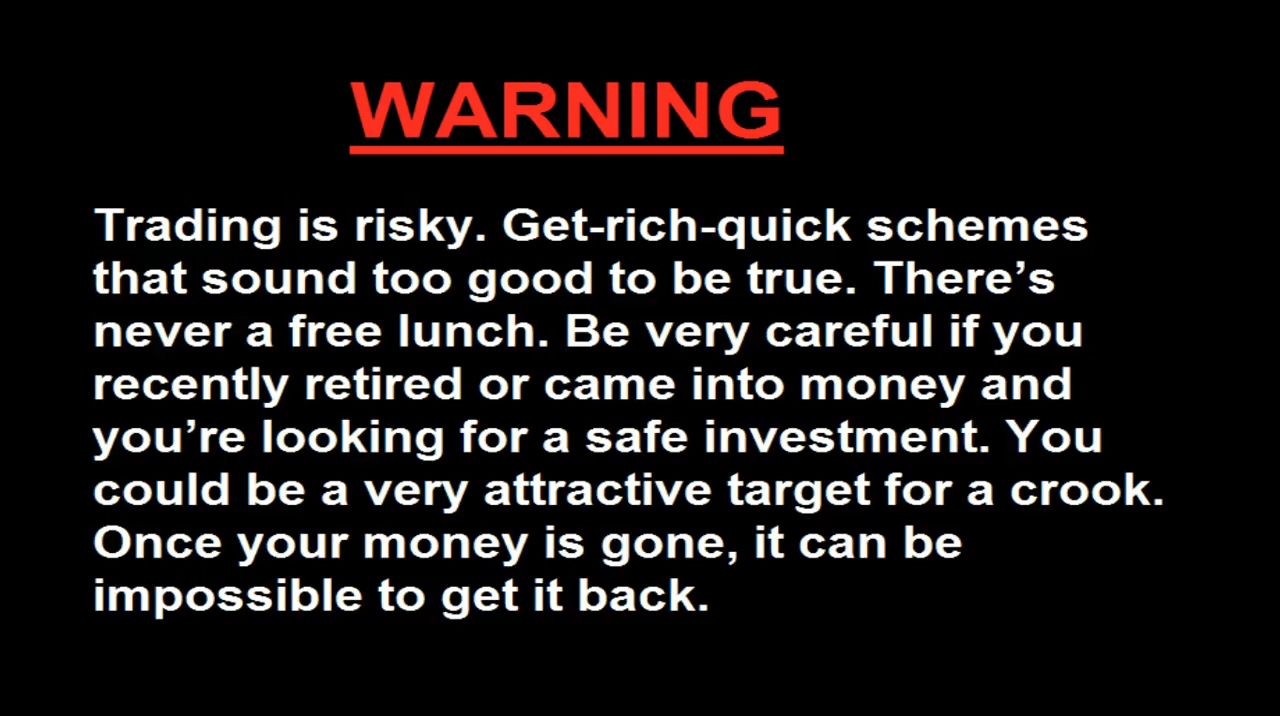 WARNING
Trading is risky. Get-rich-quick schemes
that sound too good to be true. There’s
never a free lunch. Be very careful if you
recently retired or came into money and
you’re looking for a safe investment. You
could be a very attractive target for a crook.
Once your money is gone, it can be
impossible to get it back.